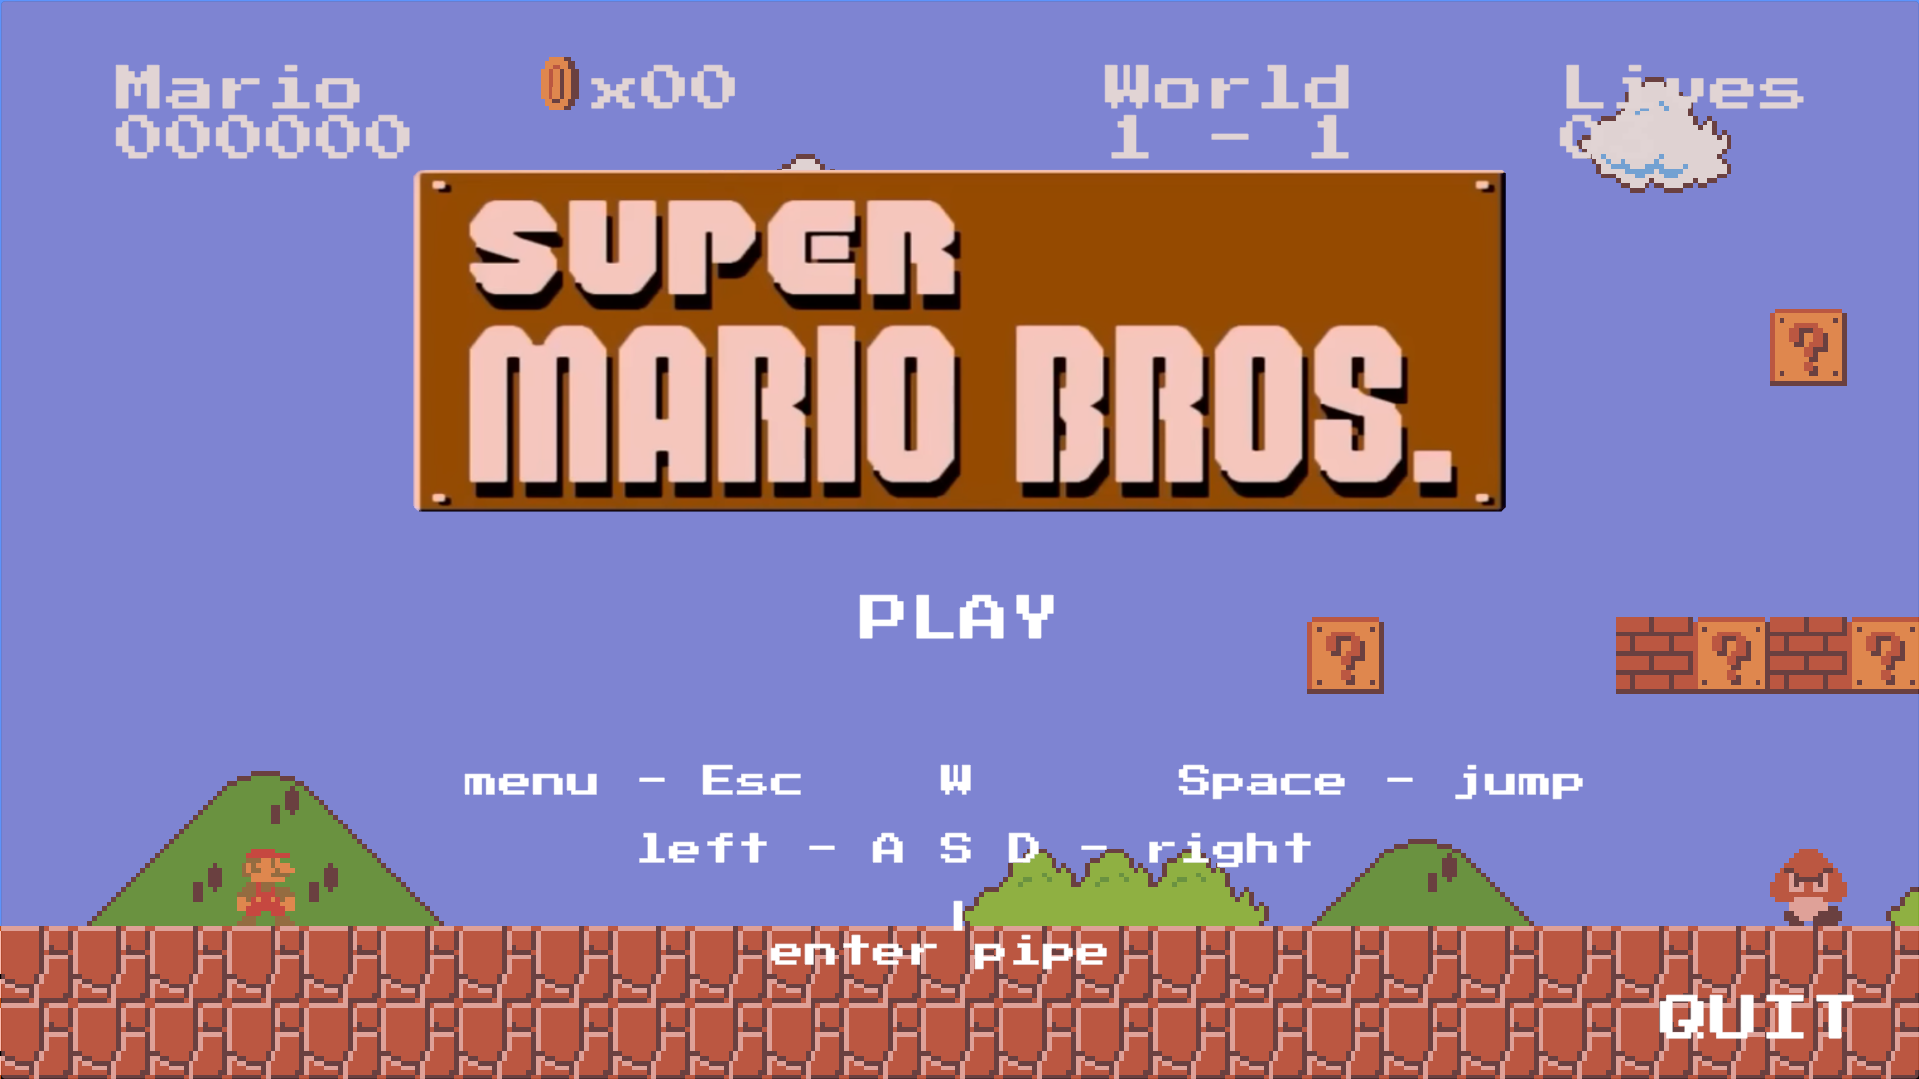 Mario
000000
x00
World
1 - 1
Lives
SUPER
MARIO BROS.
PLAY
menu - Esc
W
Space - jump
left - A S D - right
|
enter pipe
QUIT